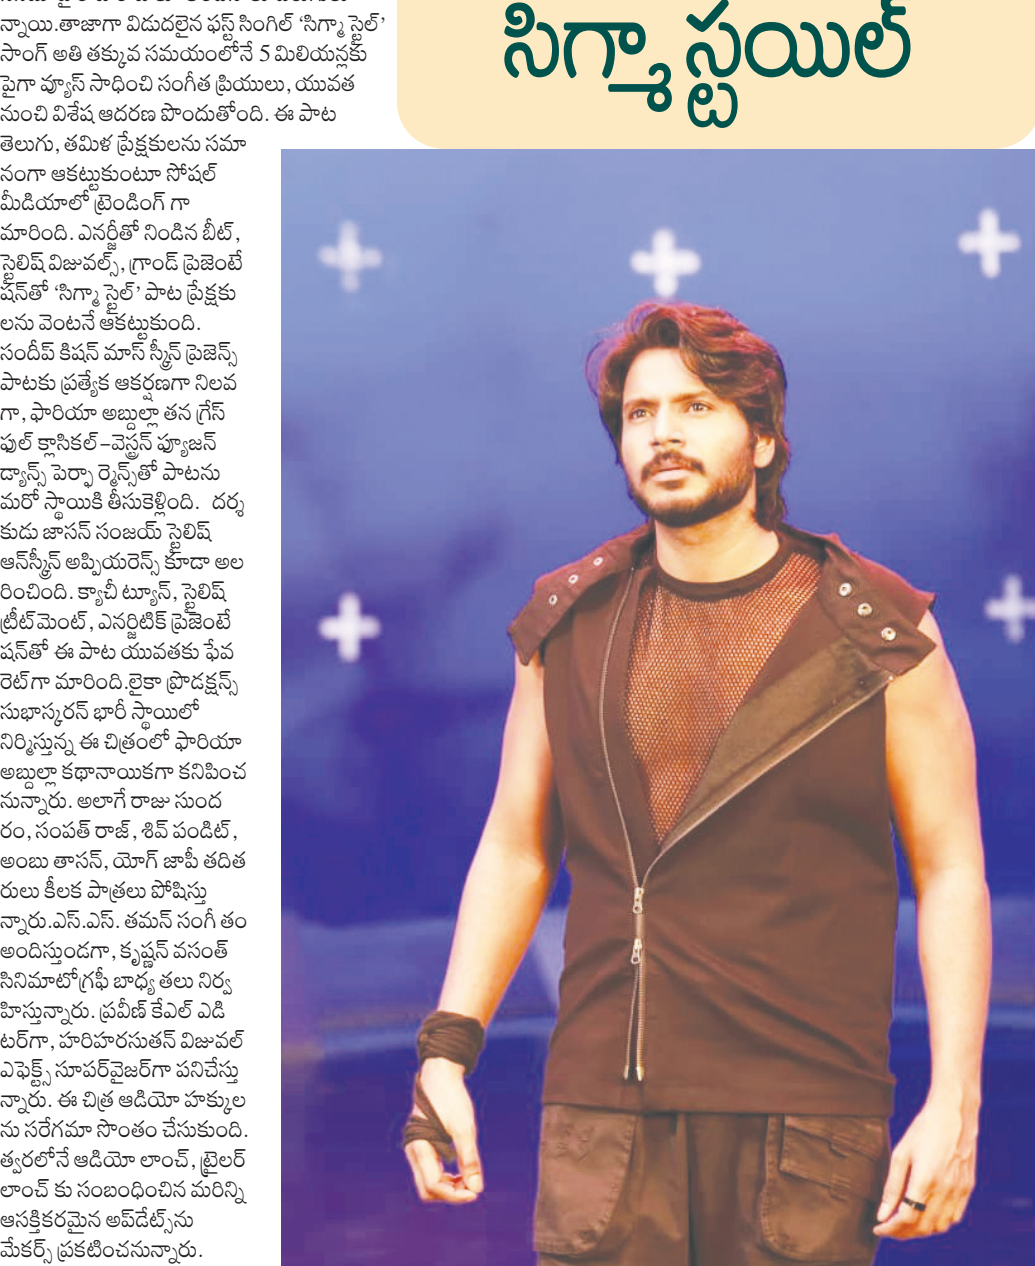 సిగ్మా స్టయిల్
న్నాయి.తాజాగా విడుదలైన ఫస్ట్ సింగిల్ ‘సిగ్మా స్టైల్’
సాంగ్ అతి తక్కువ సమయంలోనే 5 మిలియన్లకు
పైగా వ్యూస్ సాధించి సంగీత ప్రియులు, యువత
నుంచి విశేష ఆదరణ పొందుతోంది. ఈ పాట
తెలుగు, తమిళ ప్రేక్షకులను సమా
నంగా ఆకట్టుకుంటూ సోషల్
మీడియాలో ట్రెండింగ్ గా
మారింది. ఎనర్జీతో నిండిన బీట్,
స్టైలిష్ విజువల్స్, గ్రాండ్ ప్రెజెంటే
షన్‌తో ‘సిగ్మా స్టైల్’ పాట ప్రేక్షకు
లను వెంటనే ఆకట్టుకుంది.
సందీప్ కిషన్ మాస్ స్క్రీన్ ప్రెజెన్స్
పాటకు ప్రత్యేక ఆకర్షణగా నిలవ
గా, ఫారియా అబ్దుల్లా తన గ్రేస్
ఫుల్ క్లాసికల్–వెస్ట్రన్ ఫ్యూజన్
డ్యాన్స్ పెర్ఫా ర్మెన్స్‌తో పాటను
మరో స్థాయికి తీసుకెళ్లింది. దర్శ
కుడు జాసన్ సంజయ్ స్టైలిష్
ఆన్‌స్క్రీన్ అప్పియరెన్స్ కూడా అల
రించింది. క్యాచీ ట్యూన్, స్టైలిష్
ట్రీట్‌మెంట్, ఎనర్జిటిక్ ప్రెజెంటే
షన్‌తో ఈ పాట యువతకు ఫేవ
రెట్‌గా మారింది.లైకా ప్రొడక్షన్స్
సుభాస్కరన్ భారీ స్థాయిలో
నిర్మిస్తున్న ఈ చిత్రంలో ఫారియా
అబ్దుల్లా కథానాయికగా కనిపించ
నున్నారు. అలాగే రాజు సుంద
రం, సంపత్ రాజ్, శివ్ పండిట్,
అంబు తాసన్, యోగ్ జాపీ తదిత
రులు కీలక పాత్రలు పోషిస్తు
న్నారు.ఎస్.ఎస్. తమన్ సంగీ తం
అందిస్తుండగా, కృష్ణన్ వసంత్
సినిమాటోగ్రఫీ బాధ్య తలు నిర్వ
హిస్తున్నారు. ప్రవీణ్ కేఎల్ ఎడి
టర్‌గా, హరిహరసుతన్ విజువల్
ఎఫెక్ట్స్ సూపర్‌వైజర్‌గా పనిచేస్తు
న్నారు. ఈ చిత్ర ఆడియో హక్కుల
ను సరేగమా సొంతం చేసుకుంది.
త్వరలోనే ఆడియో లాంచ్, ట్రైలర్
లాంచ్ కు సంబంధించిన మరిన్ని
ఆసక్తికరమైన అప్‌డేట్స్‌ను
మేకర్స్ ప్రకటించనున్నారు.